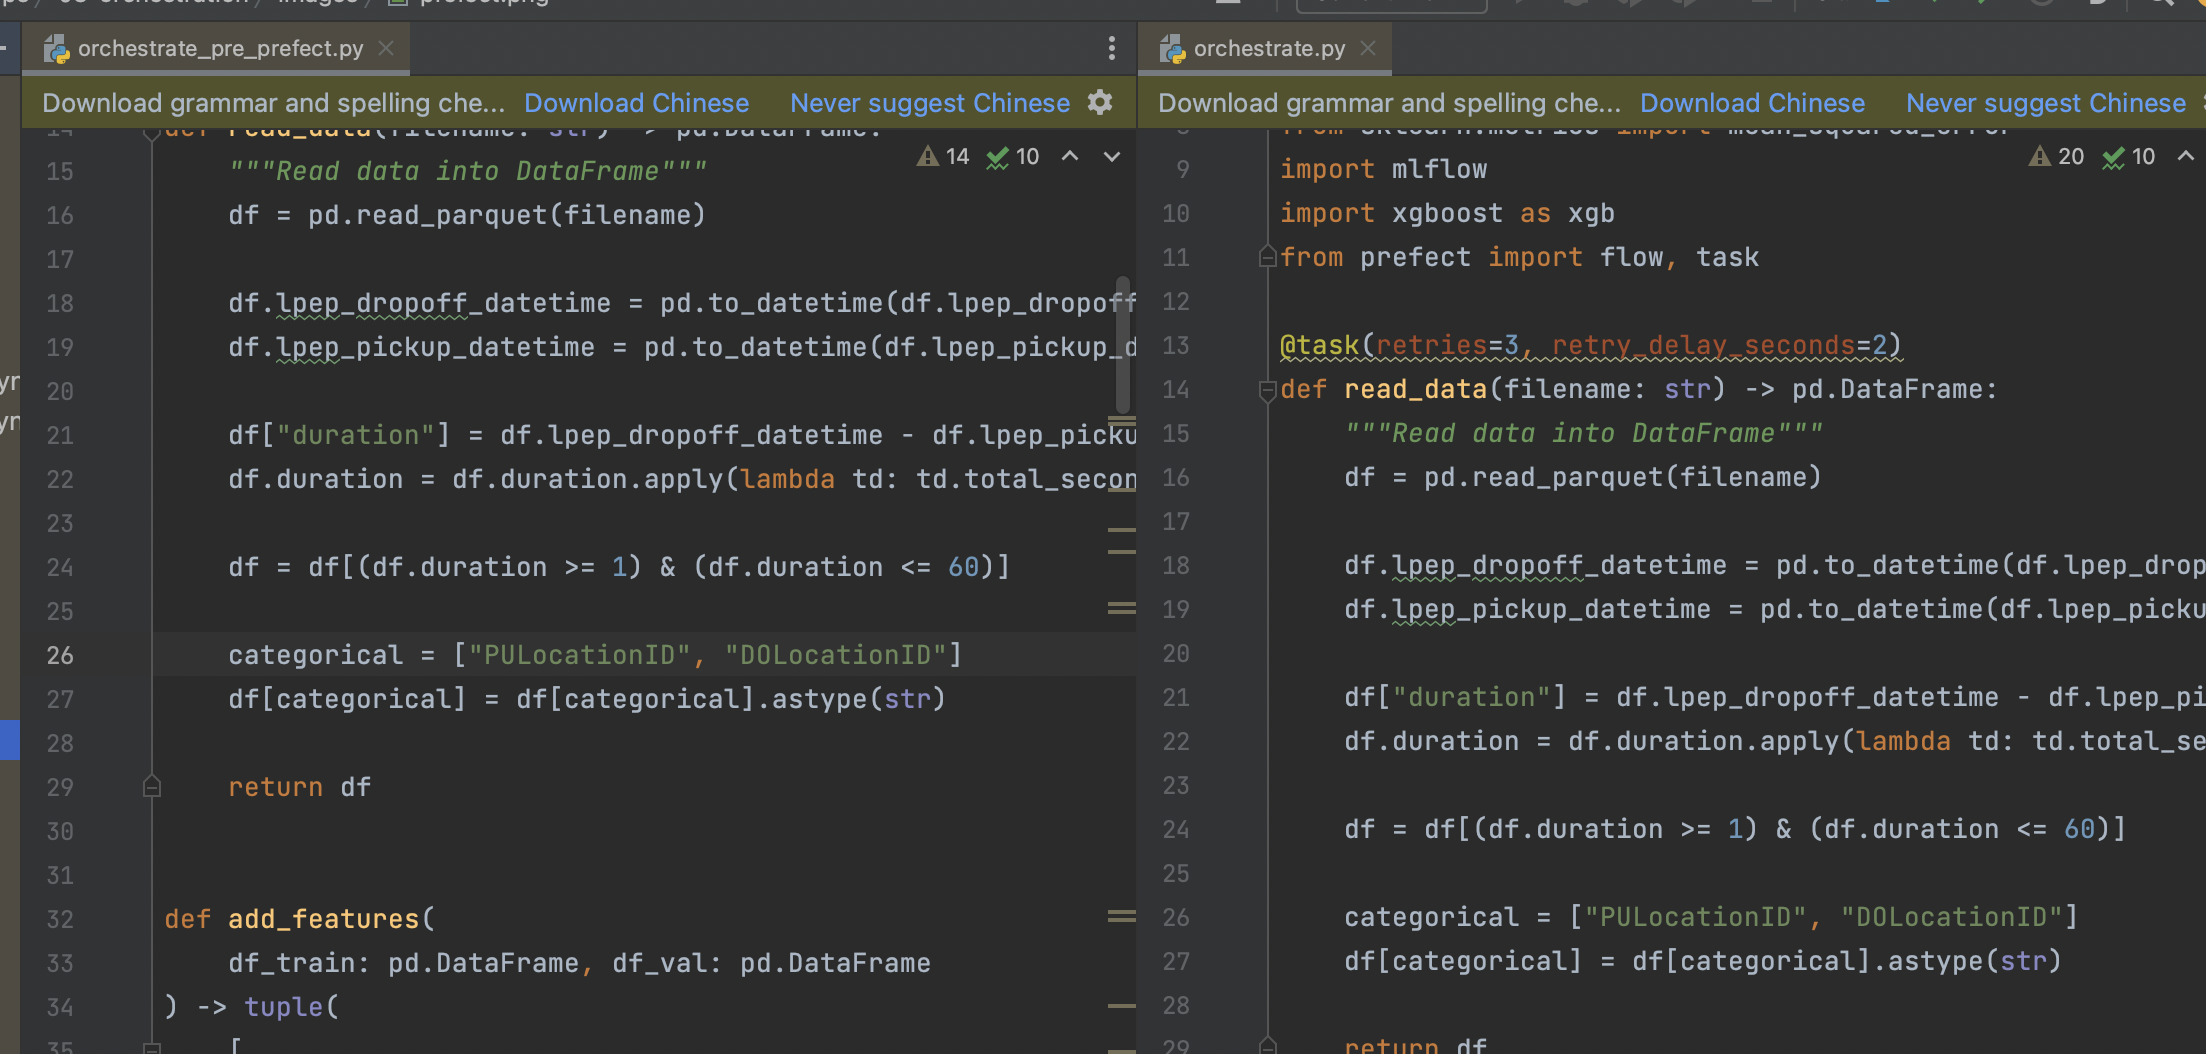 orchestrate_pre_prefect.py
Download grammar and spelling che... Download Chinese Never suggest Chinese
14 def read_data(filename: str) -> pd.DataFrame:
14 10
15 """Read data into DataFrame"""
16 df = pd.read_parquet(filename)
17
18 df.lpep_dropoff_datetime = pd.to_datetime(df.lpep_dropoff
19 df.lpep_pickup_datetime = pd.to_datetime(df.lpep_pickup_d
20
21 df["duration"] = df.lpep_dropoff_datetime - df.lpep_picku
22 df.duration = df.duration.apply(lambda td: td.total_secon
23
24 df = df[(df.duration >= 1) & (df.duration <= 60)]
25
26 categorical = ["PULocationID", "DOLocationID"]
27 df[categorical] = df[categorical].astype(str)
28
29 return df
30
31
32 def add_features(
33 df_train: pd.DataFrame, df_val: pd.DataFrame
34 ) -> tuple(
35 [
orchestrate.py
Download grammar and spelling che... Download Chinese Never suggest Chinese
8 from sklearn.metrics import mean_squared_error
20 10
9 import mlflow
10 import xgboost as xgb
11 from prefect import flow, task
12
13 @task(retries=3, retry_delay_seconds=2)
14 def read_data(filename: str) -> pd.DataFrame:
15 """Read data into DataFrame"""
16 df = pd.read_parquet(filename)
17
18 df.lpep_dropoff_datetime = pd.to_datetime(df.lpep_drop
19 df.lpep_pickup_datetime = pd.to_datetime(df.lpep_picku
20
21 df["duration"] = df.lpep_dropoff_datetime - df.lpep_pi
22 df.duration = df.duration.apply(lambda td: td.total_se
23
24 df = df[(df.duration >= 1) & (df.duration <= 60)]
25
26 categorical = ["PULocationID", "DOLocationID"]
27 df[categorical] = df[categorical].astype(str)
28
29 return df